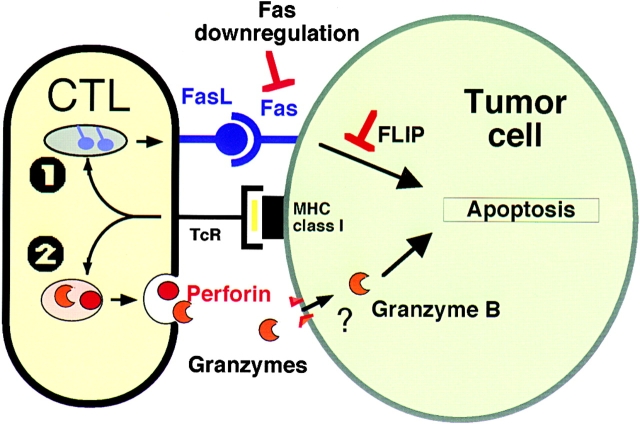 Fas
downregulation
CTL
FasL
Fas
Tumor
cell
FLIP
1
MHC
class I
TcR
Apoptosis
2
Perforin
?
Granzyme B
Granzymes